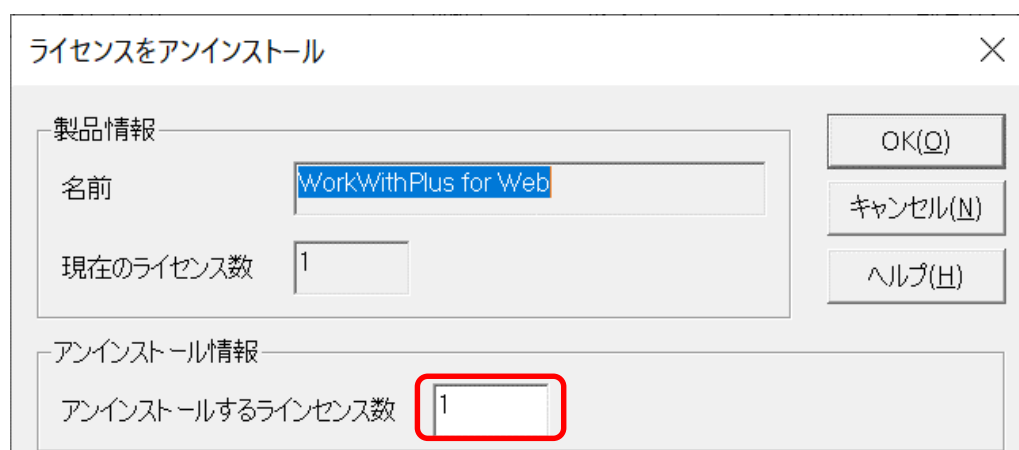 ライセンスをアンインストール
製品情報
名前
WorkWithPlus for Web
現在のライセンス数
1
OK(O)
キャンセル(N)
ヘルプ(H)
アンインストール情報
アンインストールするラインセンス数
1